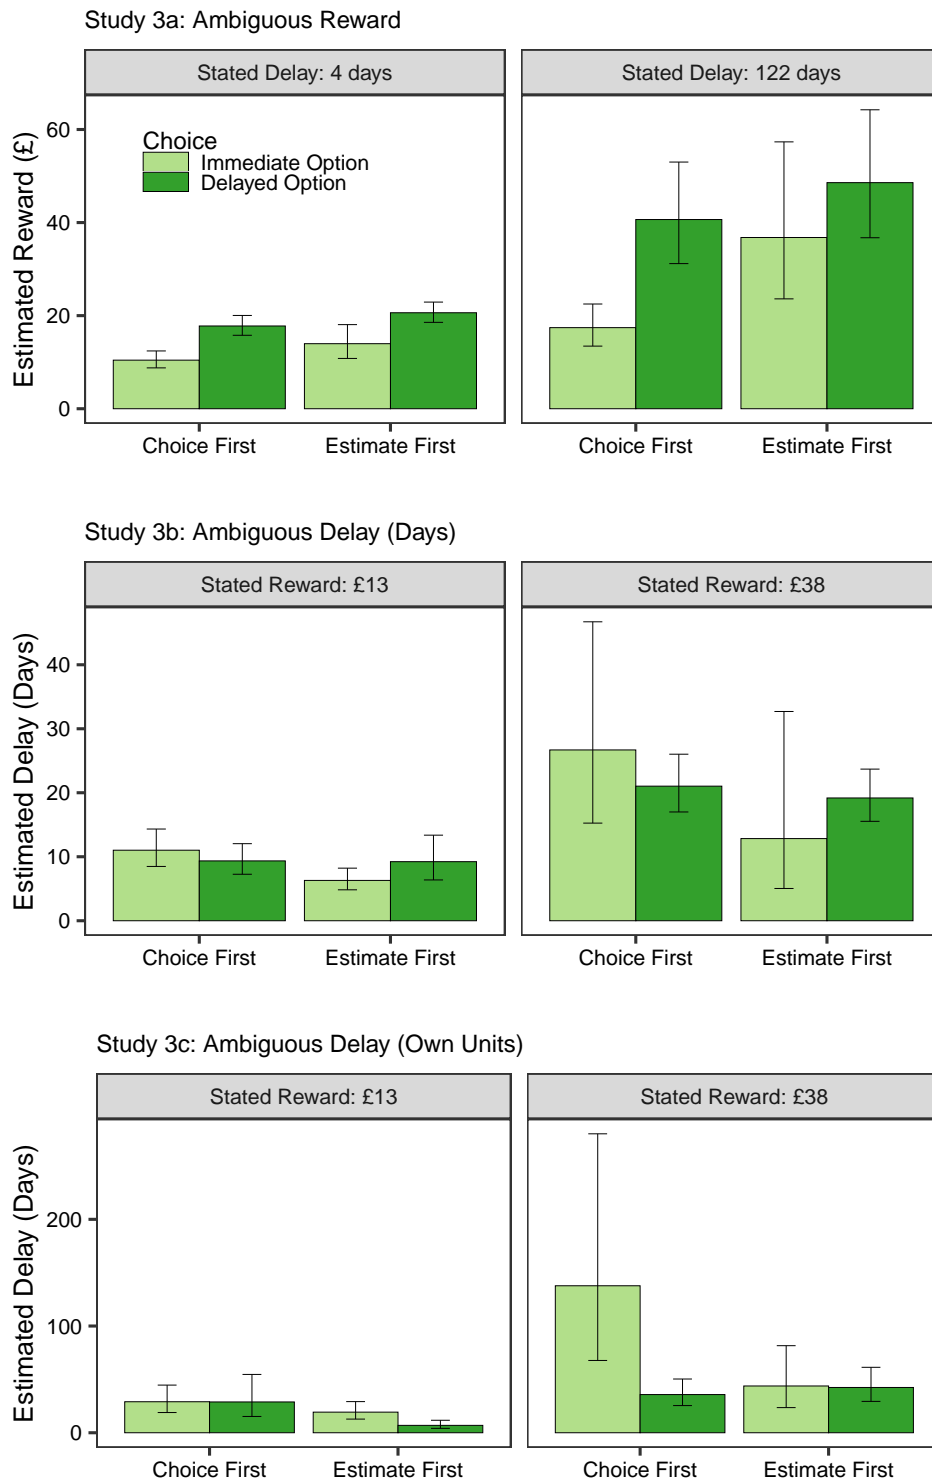 Study 3a: Ambiguous Reward
Stated Delay: 4 days
Stated Delay: 122 days
Estimated Reward (£)
60
40
20
0
Choice
Immediate Option
Delayed Option
Choice First
Estimate First
Choice First
Estimate First
Study 3b: Ambiguous Delay (Days)
Stated Reward: £13
Stated Reward: £38
Estimated Delay (Days)
40
30
20
10
0
Choice First
Estimate First
Choice First
Estimate First
Study 3c: Ambiguous Delay (Own Units)
Stated Reward: £13
Stated Reward: £38
Estimated Delay (Days)
200
100
0
Choice First
Estimate First
Choice First
Estimate First